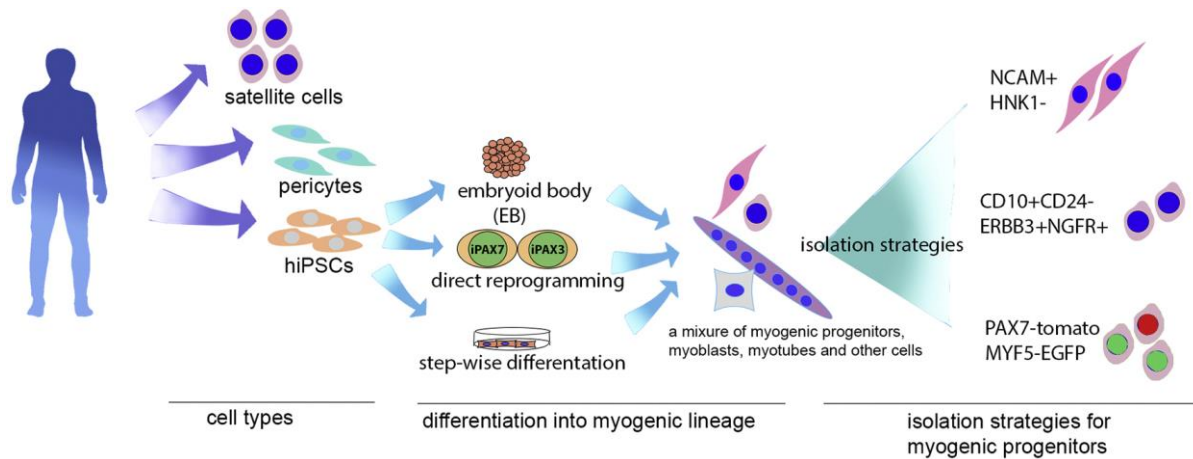 satellite cells
pericytes
hiPSCs
embryoid body
(EB)
iPAX7
iPAX3
direct reprogramming
step-wise differentation
a mixure of myogenic progenitors,
myoblasts, myotubes and other cells
isolation strategies
NCAM+
HNK1-
CD10+CD24-
ERBB3+NGFR+
PAX7-tomato
MYF5-EGFP
cell types
differentiation into myogenic lineage
isolation strategies for
myogenic progenitors